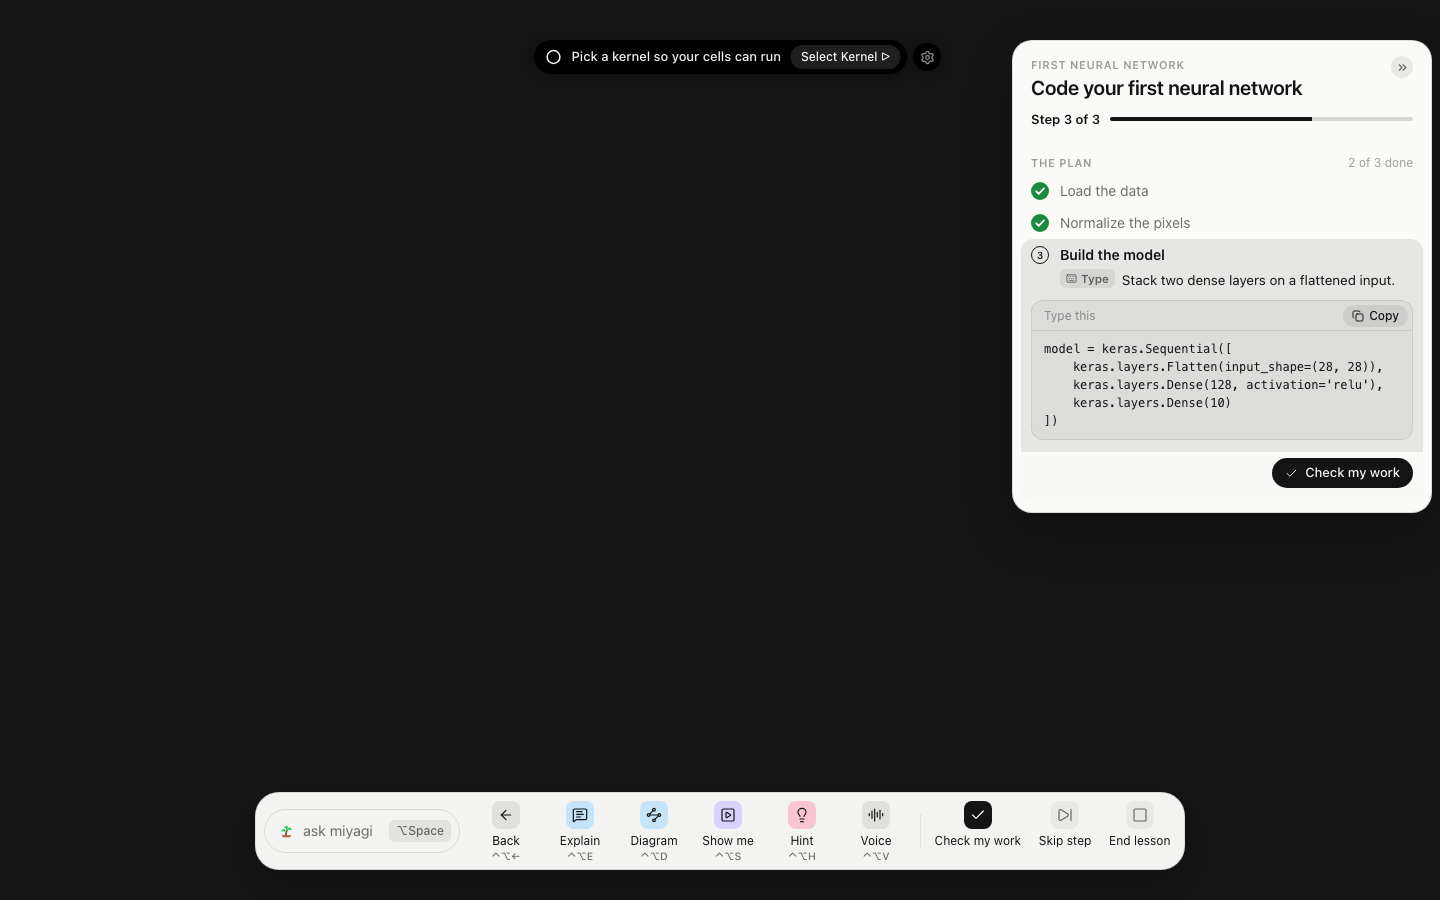 Pick a kernel so your cells can run
Select Kernel
FIRST NEURAL NETWORK
Code your first neural network
Step 3 of 3
THE PLAN
2 of 3 done
Load the data
Normalize the pixels
3
Build the model
Type
Stack two dense layers on a flattened input.
Type this
Copy
model = keras.Sequential([
    keras.layers.Flatten(input_shape=(28, 28)),
    keras.layers.Dense(128, activation='relu'),
    keras.layers.Dense(10)
])
Check my work
ask miyagi
⌥Space
Back
^⌥←
Explain
^⌥E
Diagram
^⌥D
Show me
^⌥S
Hint
^⌥H
Voice
^⌥V
Check my work
Skip step
End lesson